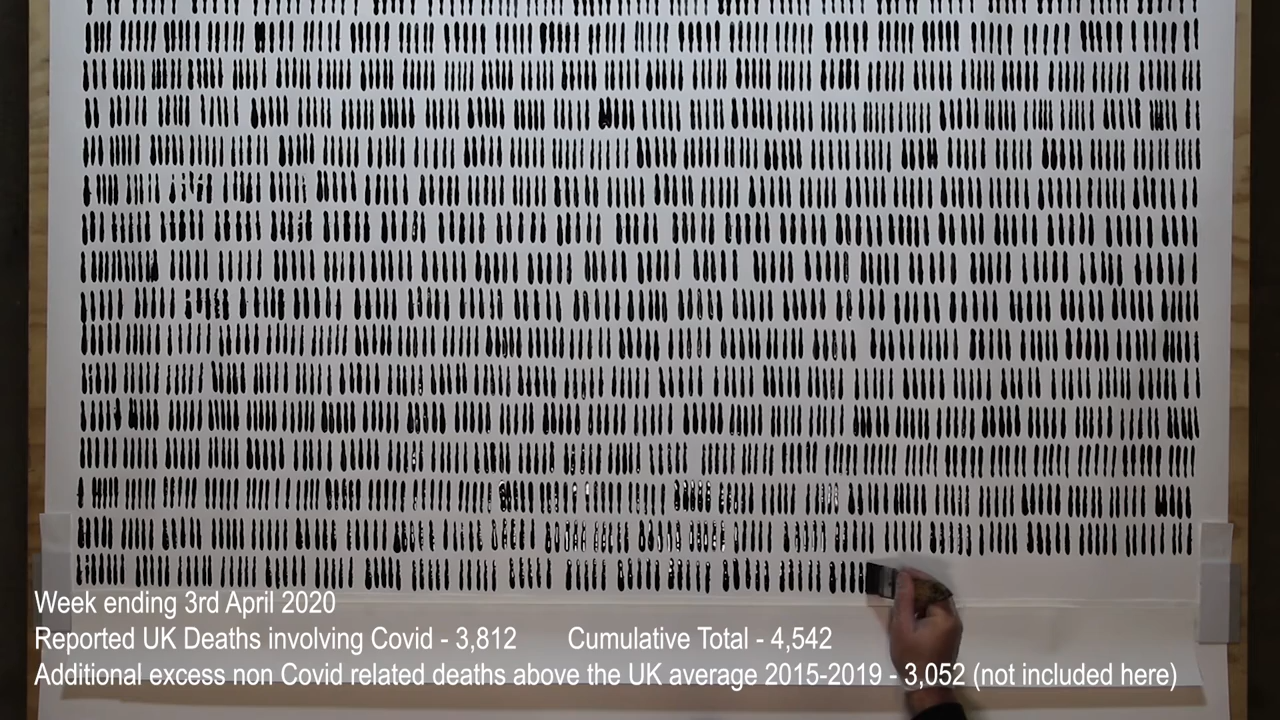 Week ending 3rd April 2020
Reported UK Deaths involving Covid - 3,812 Cumulative Total - 4,542
Additional excess non Covid related deaths above the UK average 2015-2019 - 3,052 (not included here)